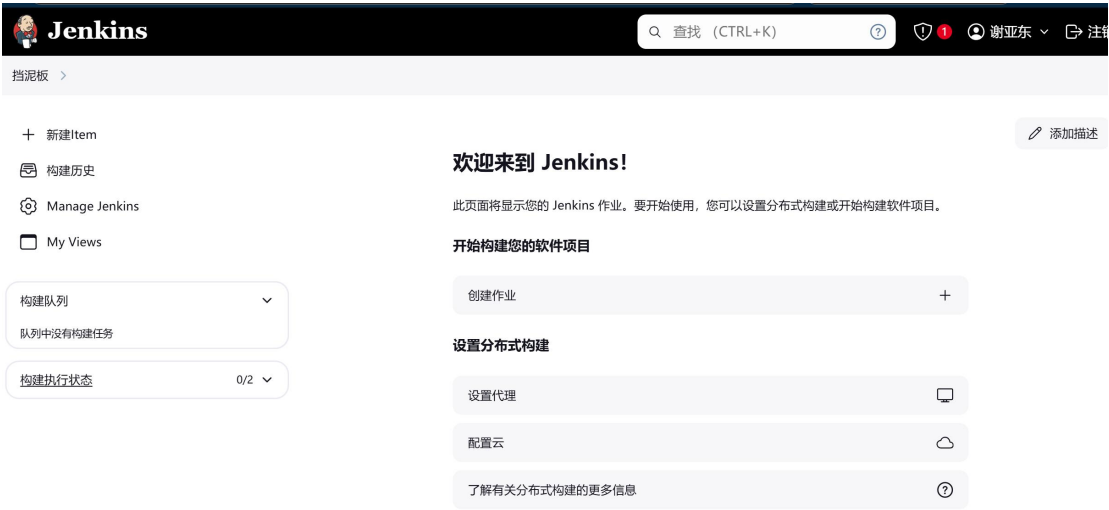 Jenkins
查找 (CTRL+K)
1
谢亚东
注销
挡泥板
新建Item
构建历史
Manage Jenkins
My Views
构建队列
队列中没有构建任务
构建执行状态
0/2
添加描述
欢迎来到 Jenkins!
此页面将显示您的 Jenkins 作业。要开始使用，您可以设置分布式构建或开始构建软件项目。
开始构建您的软件项目
创建作业
设置分布式构建
设置代理
配置云
了解有关分布式构建的更多信息